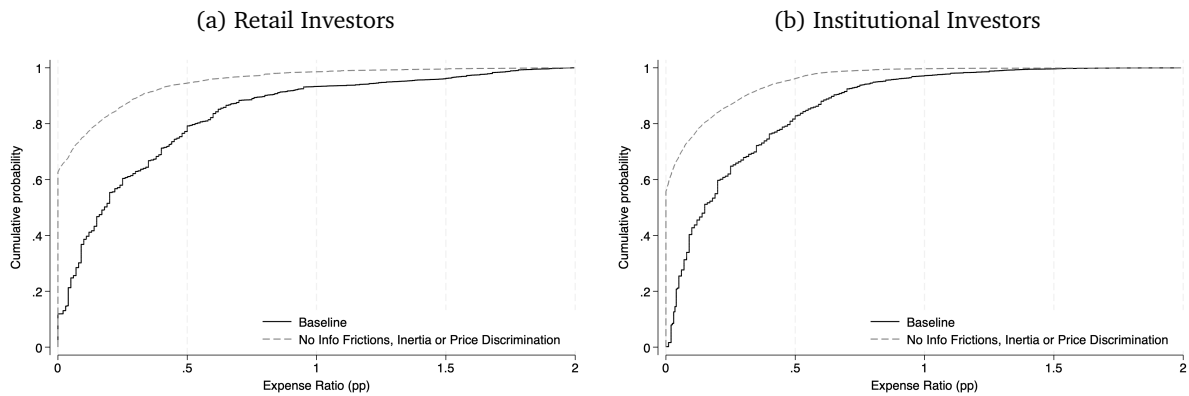 (a) Retail Investors
1
.8
.6
.4
.2
0
Cumulative probability
Baseline
No Info Frictions, Inertia or Price Discrimination
0 .5 1 1.5 2
Expense Ratio (pp)
(b) Institutional Investors
1
.8
.6
.4
.2
0
Cumulative probability
Baseline
No Info Frictions, Inertia or Price Discrimination
0 .5 1 1.5 2
Expense Ratio (pp)